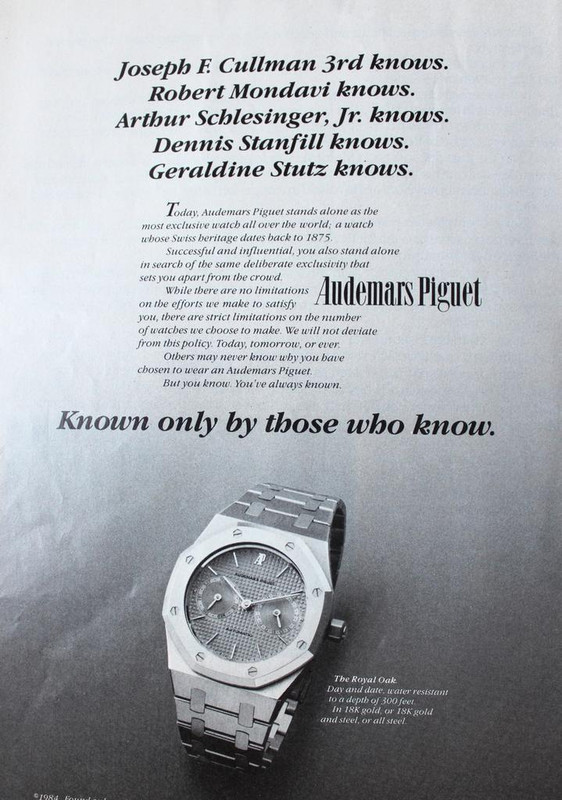 Joseph F. Cullman 3rd knows.
Robert Mondavi knows.
Arthur Schlesinger, Jr. knows.
Dennis Stanfill knows.
Geraldine Stutz knows.
Today, Audemars Piguet stands alone as the
most exclusive watch all over the world; a watch
whose Swiss heritage dates back to 1875.
Successful and influential, you also stand alone
in search of the same deliberate exclusivity that
sets you apart from the crowd.
While there are no limitations
on the efforts we make to satisfy
you, there are strict limitations on the number
of watches we choose to make. We will not deviate
from this policy. Today, tomorrow, or ever.
Others may never know why you have
chosen to wear an Audemars Piguet.
But you know. You've always known.
Audemars Piguet
Known only by those who know.
AP
The Royal Oak.
Day and date, water resistant
to a depth of 300 feet.
In 18K gold, or 18K gold
and steel, or all steel.
©1984